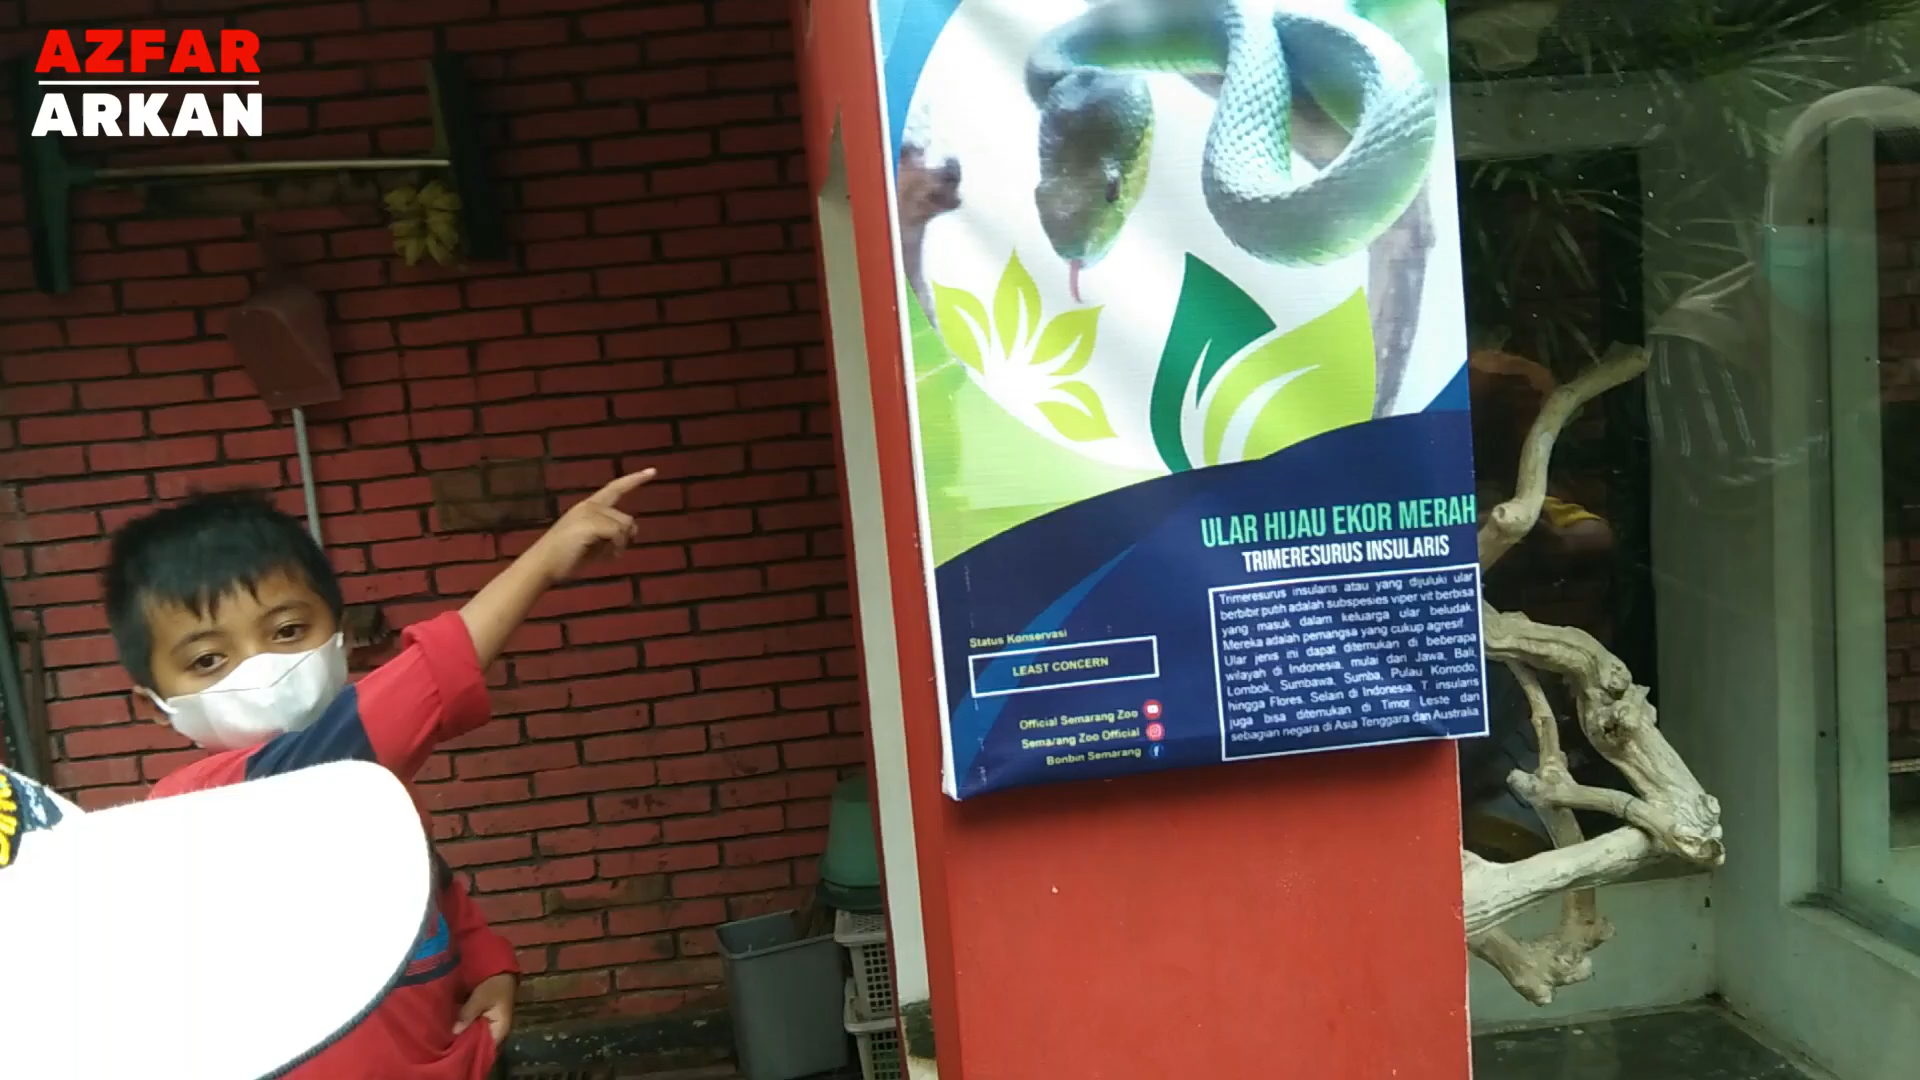 AZFAR
ARKAN
ULAR HIJAU EKOR MERAH
TRIMERESURUS INSULARIS
Trimeresurus insularis atau yang dijuluki ular
berbibir putih adalah subspesies viper vit berbisa
yang masuk dalam keluarga ular beludak.
Mereka adalah pemangsa yang cukup agresif.
Ular jenis ini dapat ditemukan di beberapa
wilayah di Indonesia, mulai dari Jawa, Bali,
Lombok, Sumbawa, Sumba, Pulau Komodo,
hingga Flores. Selain di Indonesia, T. insularis
juga bisa ditemukan di Timor Leste dan
sebagian negara di Asia Tenggara dan Australia
Status Konservasi
LEAST CONCERN
Official Semarang Zoo
Semarang Zoo Official
Bonbin Semarang